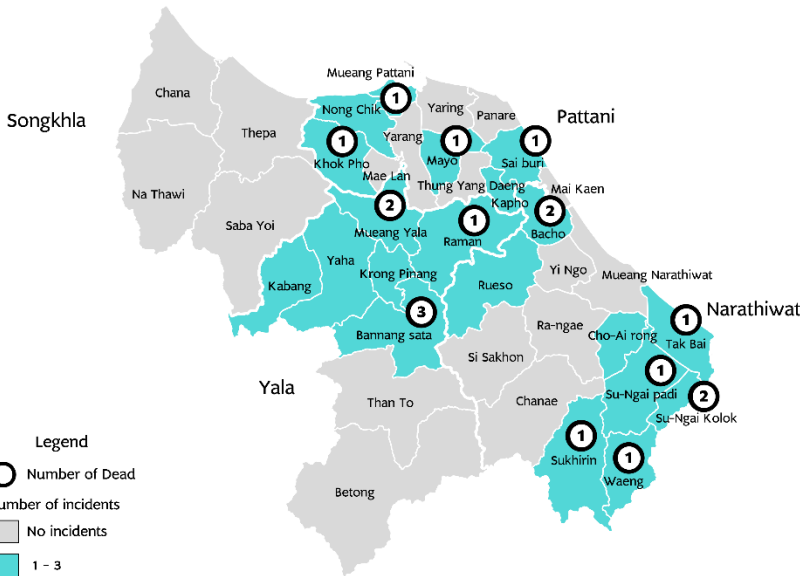 Mueang Pattani
Chana
1
Nong Chik
Yaring
Panare
Pattani
Songkhla
Thepa
1
Yarang
1
1
Khok Pho
Mayo
Sai buri
Mae Lan
Thung Yang Daeng
Mai Kaen
Na Thawi
Kapho
2
1
2
Saba Yoi
Mueang Yala
Raman
Bacho
Yaha
Krong Pinang
Yi Ngo
Mueang Narathiwat
Kabang
Rueso
3
1
Narathiwat
Ra-ngae
Bannang sata
Cho-Ai rong
Tak Bai
Si Sakhon
1
Yala
Than To
Chanae
Su-Ngai padi
2
Su-Ngai Kolok
Legend
1
Sukhirin
1
Number of Dead
Waeng
Betong
umber of incidents
No incidents
1 - 3